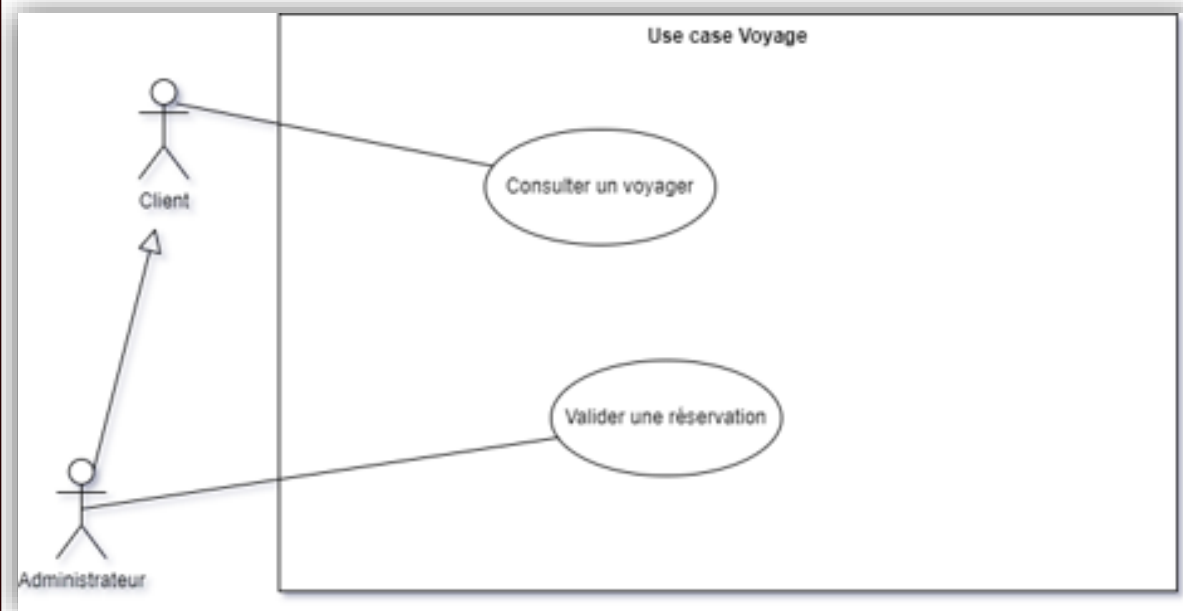 Use case Voyage
Client
Consulter un voyager
Valider une réservation
Administrateur